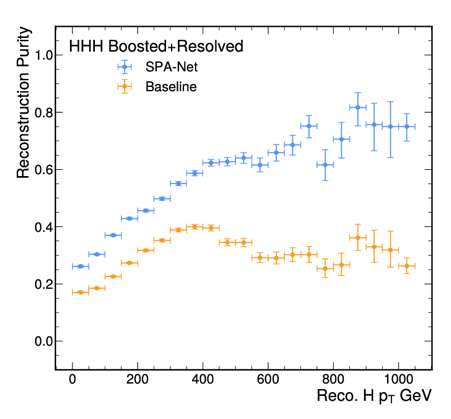 HHH Boosted+Resolved
SPA-Net
Baseline
Reconstruction Purity
1.0
0.8
0.6
0.4
0.2
0.0
0 200 400 600 800 1000
Reco. H pT GeV